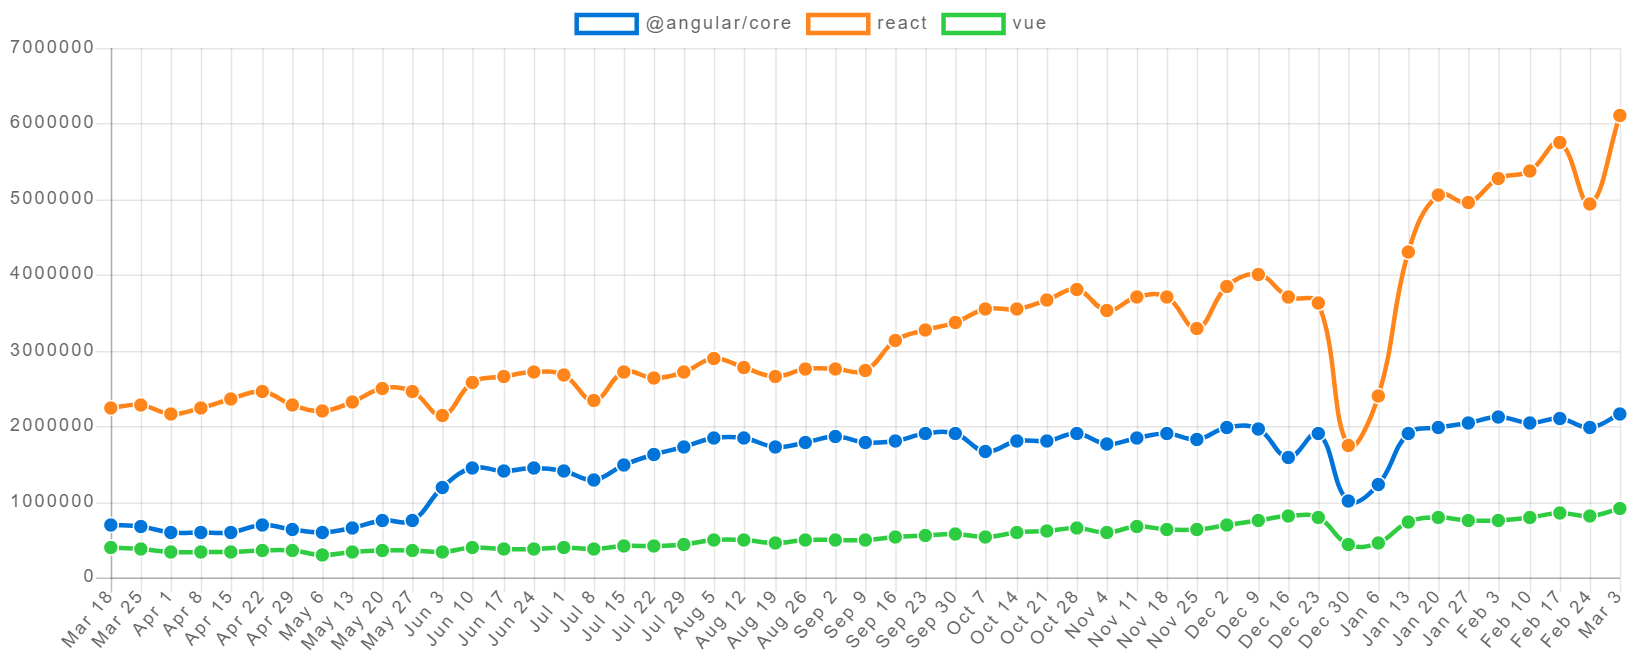 @angular/core react vue
7000000
6000000
5000000
4000000
3000000
2000000
1000000
0
Mar 18
Mar 25
Apr 1
Apr 8
Apr 15
Apr 22
Apr 29
May 6
May 13
May 20
May 27
Jun 3
Jun 10
Jun 17
Jun 24
Jul 1
Jul 8
Jul 15
Jul 22
Jul 29
Aug 5
Aug 12
Aug 19
Aug 26
Sep 2
Sep 9
Sep 16
Sep 23
Sep 30
Oct 7
Oct 14
Oct 21
Oct 28
Nov 4
Nov 11
Nov 18
Nov 25
Dec 2
Dec 9
Dec 16
Dec 23
Dec 30
Jan 6
Jan 13
Jan 20
Jan 27
Feb 3
Feb 10
Feb 17
Feb 24
Mar 3